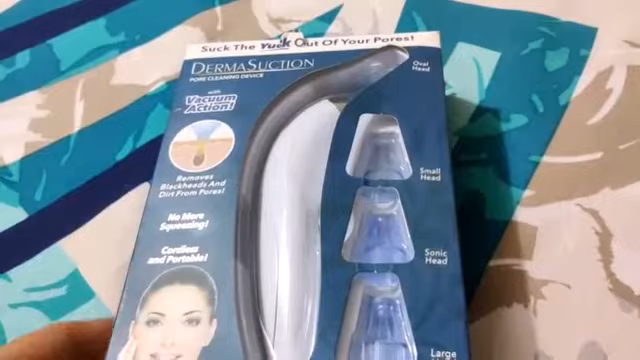 Suck The Yuck Out Of Your Pores!
DERMASUCTION
PORE CLEANING DEVICE
with
Vacuum
Action!
Removes
Blackheads And
Dirt From Pores!
No More
Squeezing!
Cordless
and Portable!
Oval
Head
Small
Head
Sonic
Head
Large